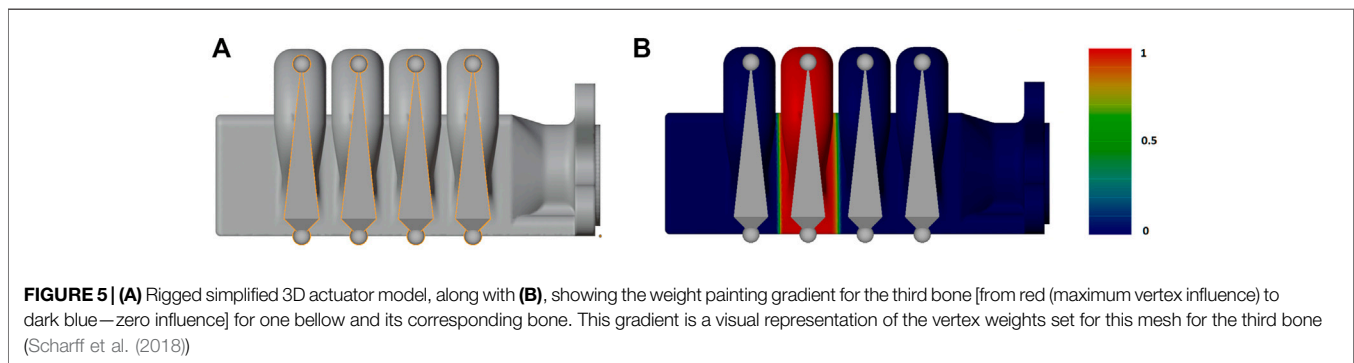 A
B
1
0.5
0
FIGURE 5 | (A) Rigged simplified 3D actuator model, along with (B), showing the weight painting gradient for the third bone [from red (maximum vertex influence) to
dark blue—zero influence] for one bellow and its corresponding bone. This gradient is a visual representation of the vertex weights set for this mesh for the third bone
(Scharff et al. (2018))